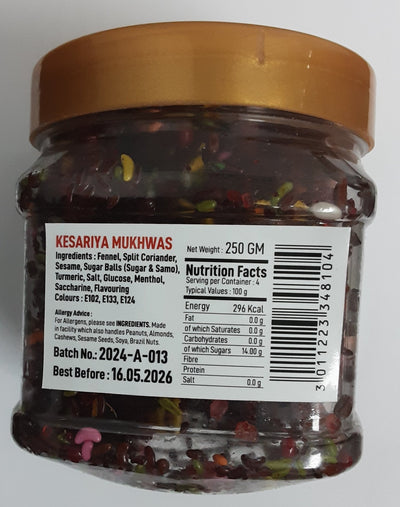 KESARIYA MUKHWAS
Ingredients : Fennel, Split Coriander,
Sesame, Sugar Balls (Sugar & Samo),
Turmeric, Salt, Glucose, Menthol,
Saccharine, Flavouring
Colours : E102, E133, E124
Allergy Advice :
For Allergens, please see INGREDIENTS. Made
in facility which also handles Peanuts, Almonds,
Cashews, Sesame Seeds, Soya, Brazil Nuts.
Batch No.: 2024-A-013
Best Before : 16.05.2026
Net Weight : 250 GM
Nutrition Facts
Serving per Container : 4
Typical Values : 100 g
Energy 296 Kcal
Fat 0.0 g
of which Saturates 0.0 g
Carbohydrates 0.0 g
of which Sugars 14.00 g
Fibre
Protein
Salt 0.0 g
3 011223 348104